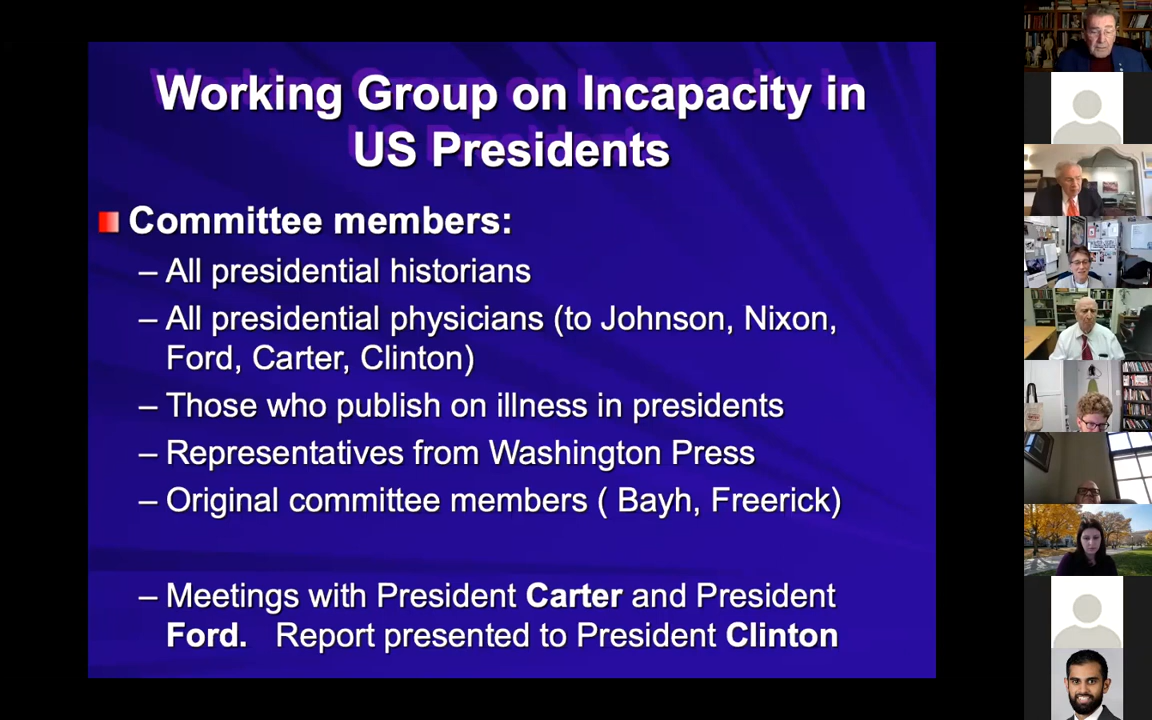 Working Group on Incapacity in
US Presidents
Committee members:
– All presidential historians
– All presidential physicians (to Johnson, Nixon,
Ford, Carter, Clinton)
– Those who publish on illness in presidents
– Representatives from Washington Press
– Original committee members ( Bayh, Freerick)
– Meetings with President Carter and President
Ford. Report presented to President Clinton